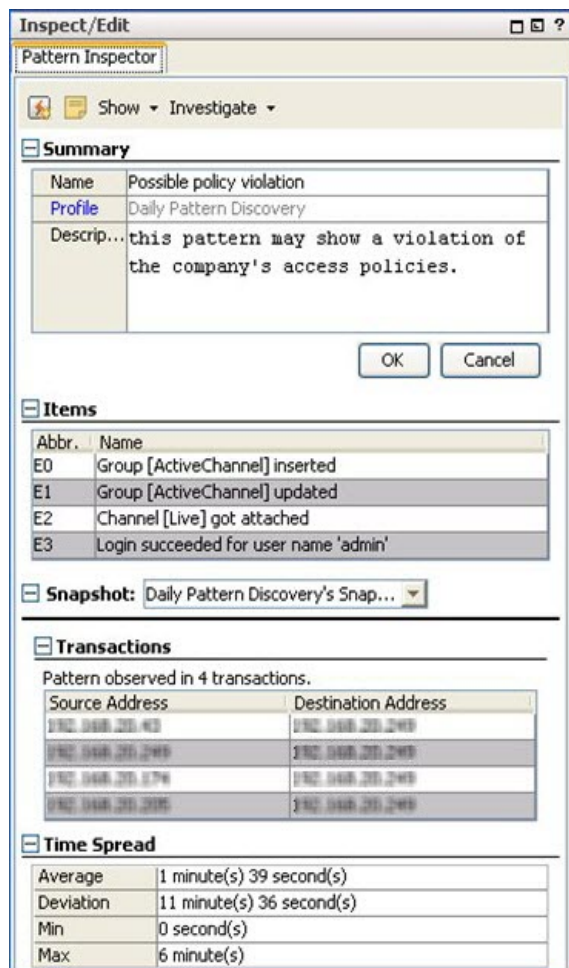 Inspect/Edit ?
Pattern Inspector
Show Investigate
Summary
Name Possible policy violation
Profile Daily Pattern Discovery
Descrip... this pattern may show a violation of
the company's access policies.
OK Cancel
Items
Abbr. Name
E0 Group [ActiveChannel] inserted
E1 Group [ActiveChannel] updated
E2 Channel [Live] got attached
E3 Login succeeded for user name 'admin'
Snapshot: Daily Pattern Discovery's Snap...
Transactions
Pattern observed in 4 transactions.
Source Address Destination Address
Time Spread
Average 1 minute(s) 39 second(s)
Deviation 11 minute(s) 36 second(s)
Min 0 second(s)
Max 6 minute(s)